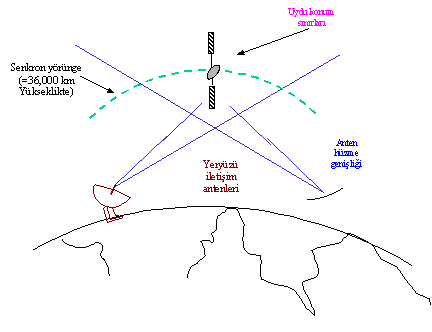 Uydu konum
sınırları
Senkron yörünge
(=36,000 km
Yükseklikte)
Anten
hüzme
genişliği
Yeryüzü
iletişim
antenleri